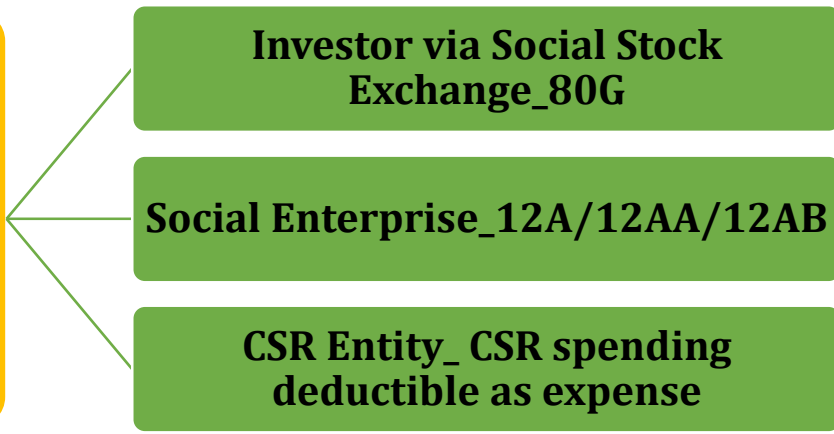 Investor via Social Stock
Exchange_80G
Social Enterprise_12A/12AA/12AB
CSR Entity_ CSR spending
deductible as expense